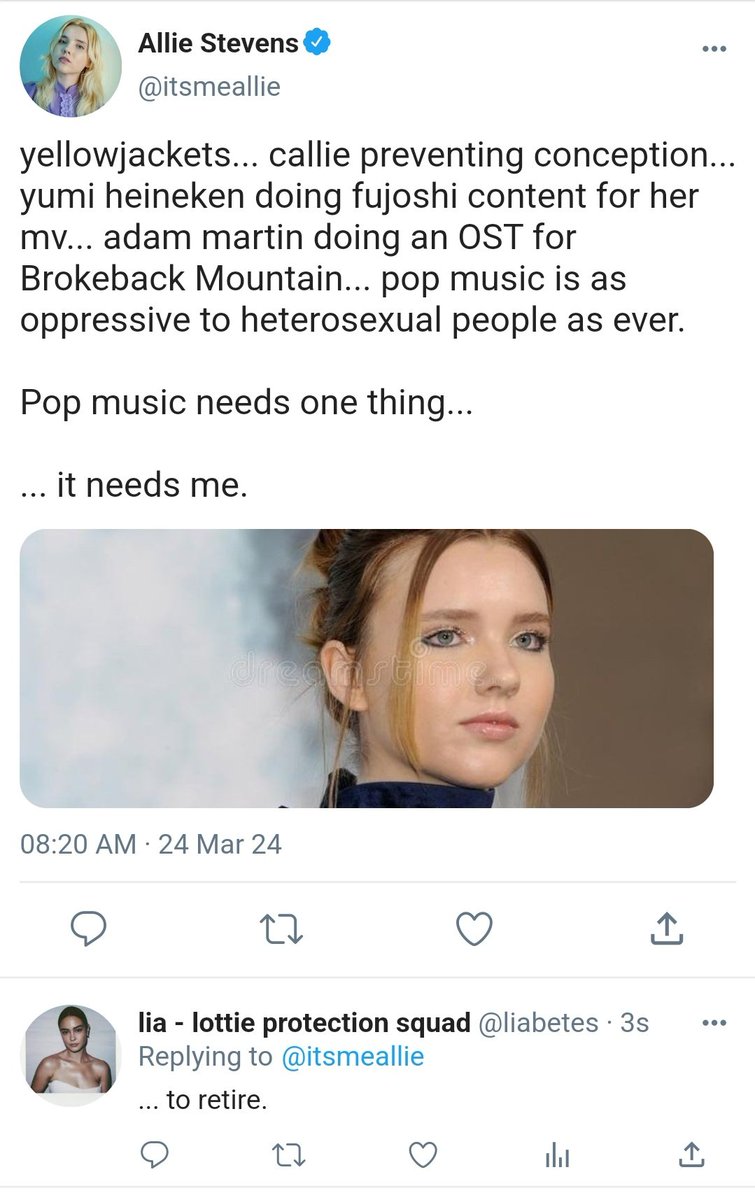 Allie Stevens
@itsmeallie
yellowjackets... callie preventing conception...
yumi heineken doing fujoshi content for her
mv... adam martin doing an OST for
Brokeback Mountain... pop music is as
oppressive to heterosexual people as ever.
Pop music needs one thing...
... it needs me.
dreamstime
08:20 AM · 24 Mar 24
lia - lottie protection squad @liabetes · 3s
Replying to @itsmeallie
... to retire.